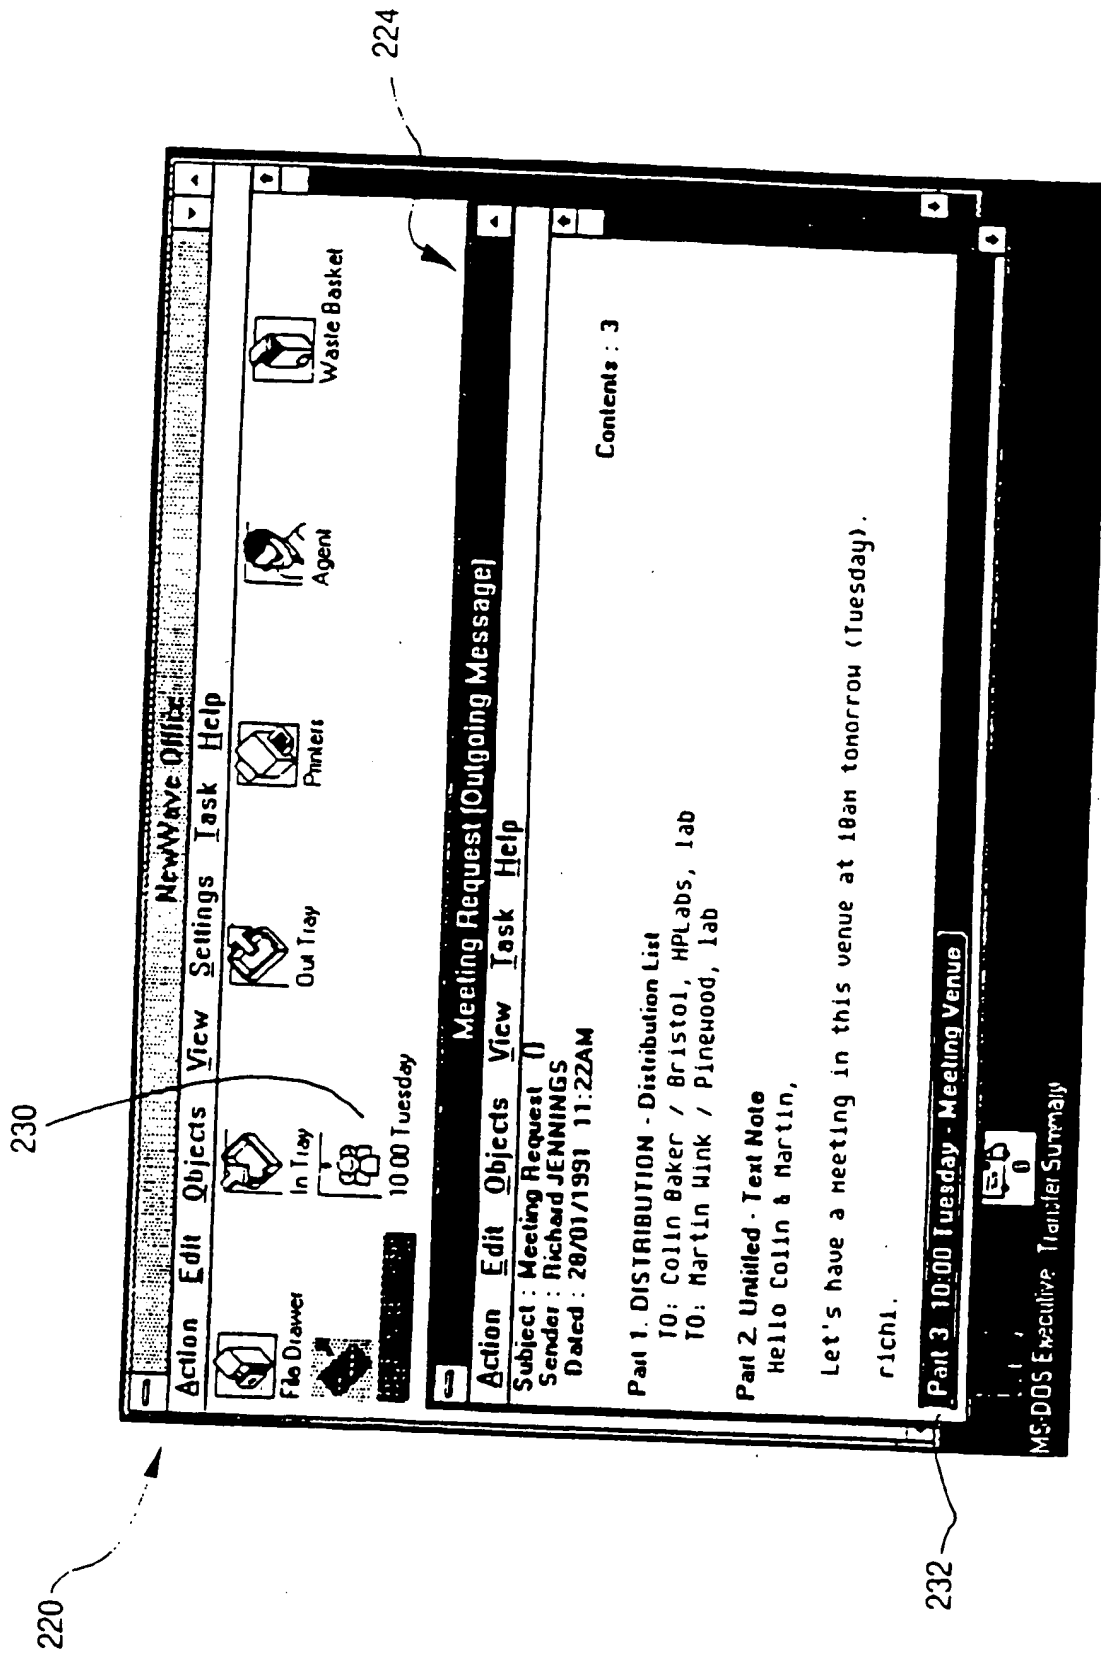 220
230
224
232
NewWave Office
Action Edit Objects View Settings Task Help
File Drawer
In Tray
Out Tray
Printers
Agent
Waste Basket
10:00 Tuesday
Meeting Request [Outgoing Message]
Action Edit Objects View Task Help
Subject : Meeting Request ()
Sender : Richard JENNINGS
Dated : 28/01/1991 11:22AM
Contents : 3
Part 1. DISTRIBUTION - Distribution List
TO: Colin Baker / Bristol, HPLabs, lab
TO: Martin Wink / Pinewood, lab
Part 2. Untitled - Text Note
Hello Colin & Martin,
Let's have a meeting in this venue at 10am tomorrow (Tuesday).
richi.
Part 3 10:00 Tuesday - Meeting Venue
0
MS-DOS Executive Transfer Summary